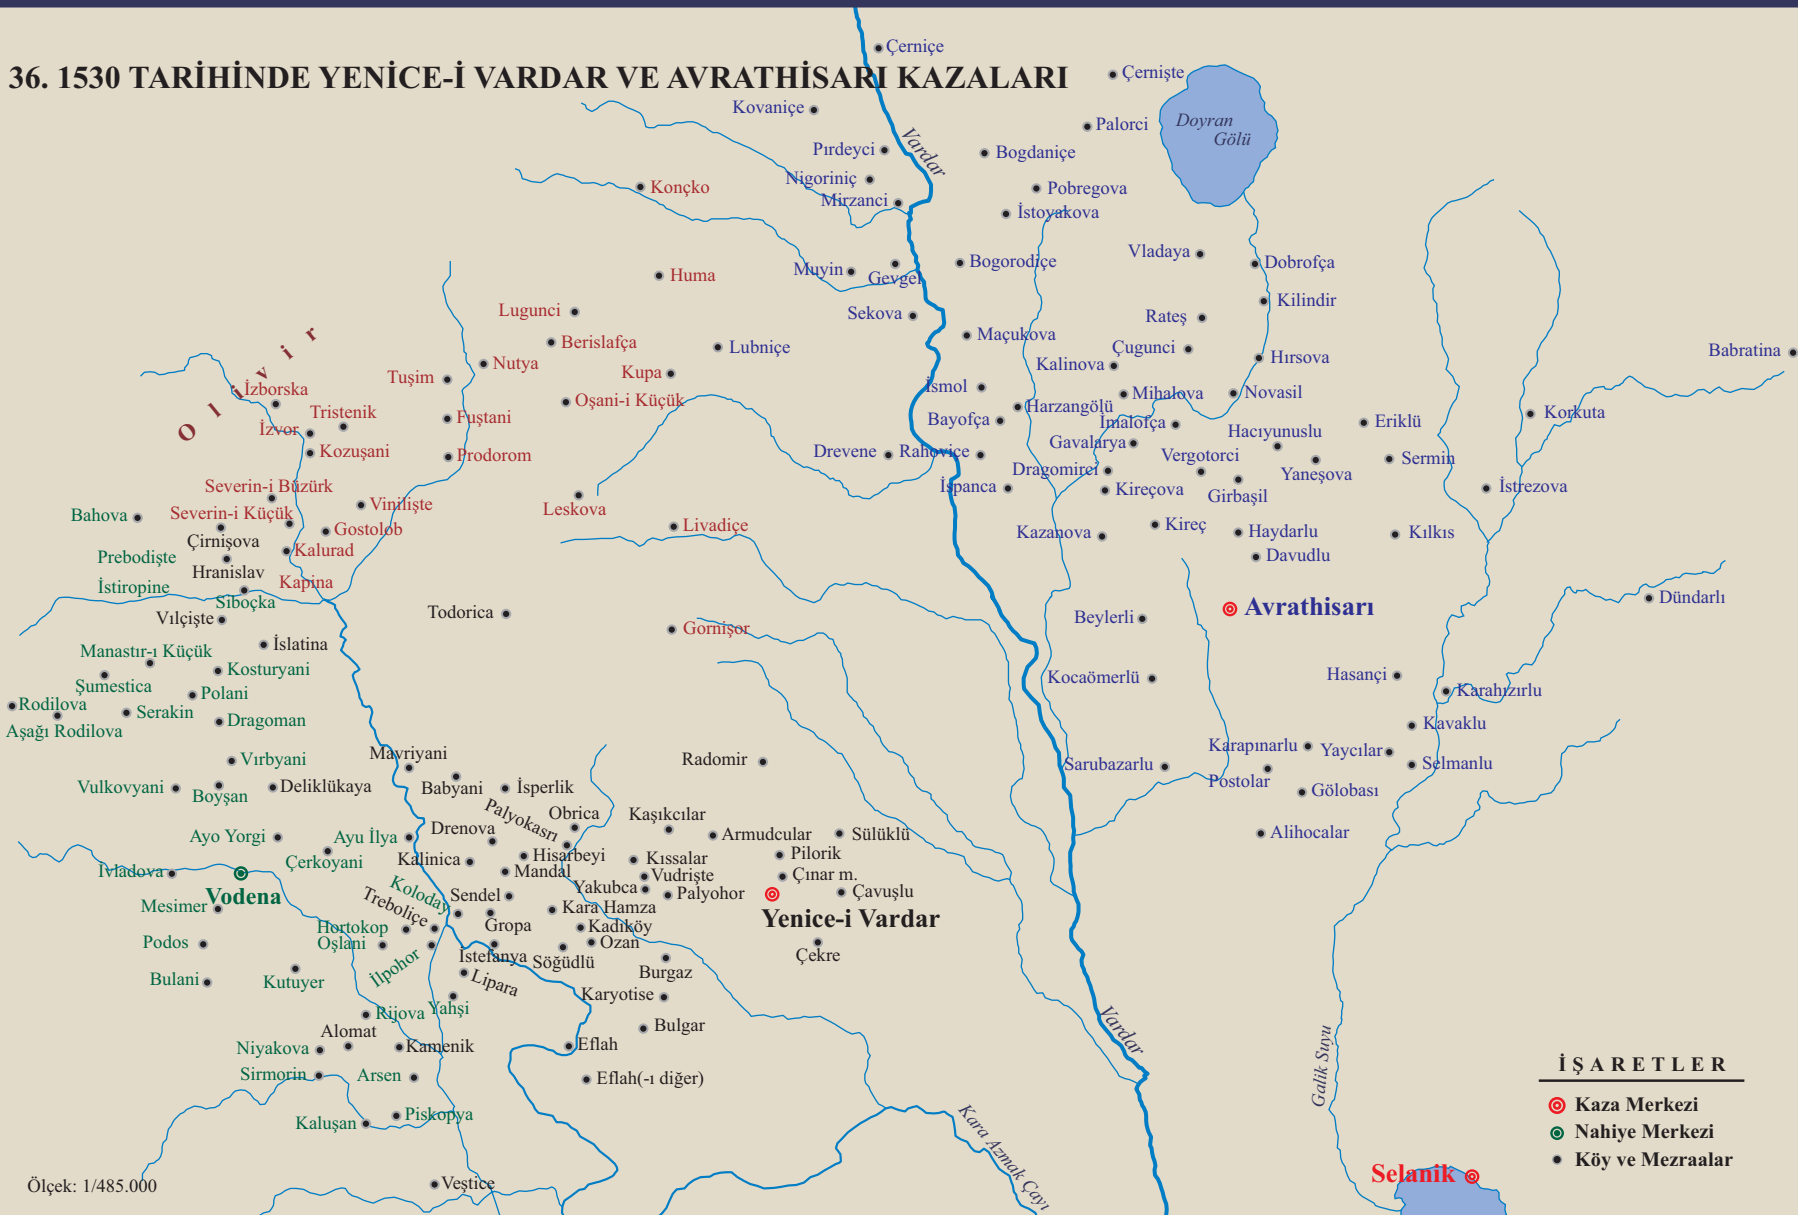 36. 1530 TARİHİNDE YENİCE-İ VARDAR VE AVRATHİSARI KAZALARI
Çerniçe
Çernişte
Kovaniçe
Palorci
Doyran
Gölü
Vardar
Pırdeyci
Bogdaniçe
Nigoriniç
Konçko
Pobregova
Mirzanci
İstoyakova
Vladaya
Dobrofça
Bogorodiçe
Muyin
Gevgel
Huma
Kilindir
Lugunci
Sekova
Rateş
Maçukova
Olivir
Berislafça
Lubniçe
Çugunci
Hırsova
Babratina
Nutya
Kupa
Kalinova
Tuşim
İzborska
İsmol
Mihalova
Novasil
Oşani-i Küçük
Harzangölü
Tristenik
Fuştani
Bayofça
İmalofça
Eriklü
Korkuta
İzvor
Hacıyunuslu
Gavalarya
Kozuşani
Prodorom
Drevene
Rahoviçe
Vergotorci
Sermin
Dragomirci
Yaneşova
Severin-i Büzürk
İspanca
Kireçova
Girbaşil
İstrezova
Vinilişte
Leskova
Severin-i Küçük
Bahova
Gostolob
Livadiçe
Kazanova
Kireç
Haydarlu
Kılkıs
Çirnişova
Kalurad
Davudlu
Prebodişte
Hranislav
Kapina
İstiropine
Siboçka
Dündarlı
Avrathisarı
Vılçişte
Todorica
Beylerli
Gornişor
İslatina
Manastır-ı Küçük
Kosturyani
Hasançi
Kocaömerlü
Şumestica
Polani
Karahızırlu
Rodilova
Serakin
Dragoman
Kavaklu
Aşağı Rodilova
Karapınarlu
Yaycılar
Mavriyani
Vırbyani
Radomir
Sarubazarlu
Selmanlu
Postolar
Vulkovyani
Boyşan
Deliklükaya
Babyani
İsperlik
Gölobası
Palyokasrı
Obrica
Kaşıkcılar
Drenova
Armudcular
Sülüklü
Alihocalar
Ayo Yorgi
Ayu İlya
Çerkoyani
Kalinica
Hisarbeyi
Kıssalar
Pilorik
İvladova
Mandal
Vudrişte
Çınar m.
Vodena
Koloday
Sendel
Yakubca
Palyohor
Çavuşlu
Mesimer
Treboliçe
Kara Hamza
Yenice-i Vardar
Hortokop
Gropa
Kadıköy
Podos
Oşlani
Ozan
İstefanya
Söğüdlü
Çekre
İlpohor
Burgaz
Bulani
Kutuyer
Lipara
Karyotise
Yahşi
Rijova
Vardar
Alomat
Bulgar
Niyakova
Kamenik
Eflah
Galik Suyu
Sirmorin
Arsen
Eflah(-ı diğer)
Kaluşan
Piskopya
Kara Azmak Çayı
Veştice
Selanik
Ölçek: 1/485.000
İŞARETLER
Kaza Merkezi
Nahiye Merkezi
Köy ve Mezraalar